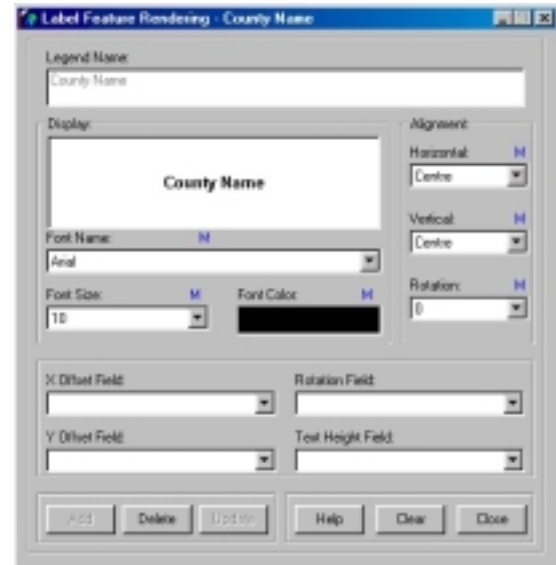 Label Feature Rendering - County Name
Legend Name:
County Name
Display:
County Name
Font Name: M
Arial
Font Size: M Font Color: M
10
Alignment:
Horizontal: M
Centre
Vertical: M
Centre
Rotation: M
0
X Offset Field: Rotation Field:
Y Offset Field: Text Height Field:
Add Delete Update Help Clear Close